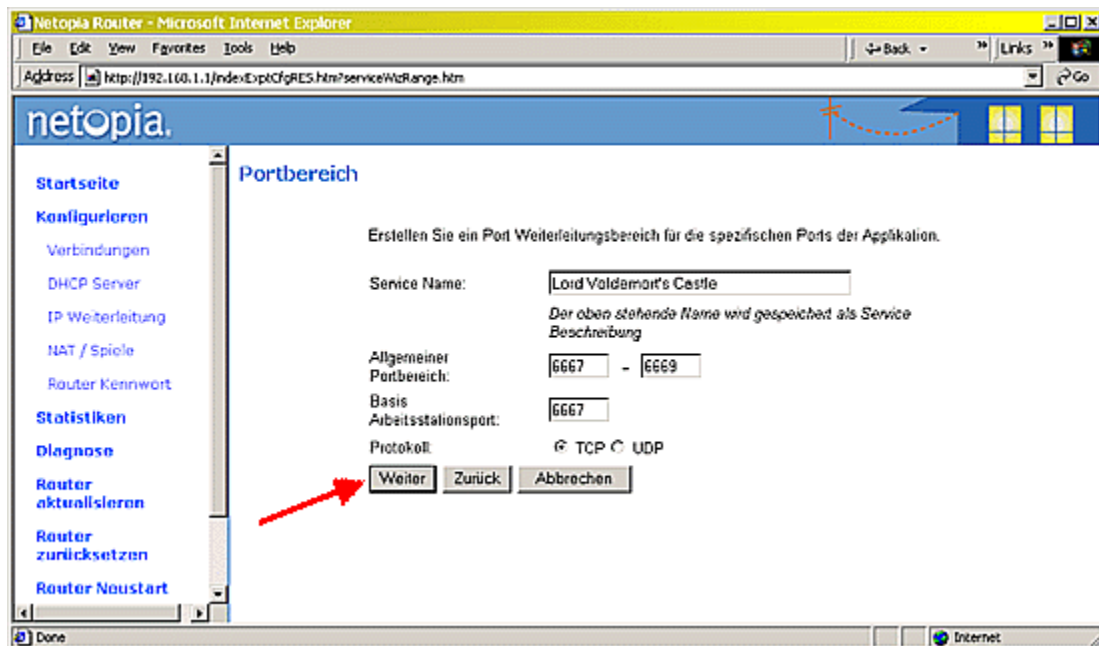 Netopia Router - Microsoft Internet Explorer
File Edit View Favorites Tools Help
Back
Links
Address http://192.168.1.1/indexExptCfgRES.htm?serviceWizRange.htm
Go
netopia.
Startseite
Konfigurieren
Verbindungen
DHCP Server
IP Weiterleitung
NAT / Spiele
Router Kennwort
Statistiken
Diagnose
Router
aktualisieren
Router
zurücksetzen
Router Neustart
Portbereich
Erstellen Sie ein Port Weiterleitungsbereich für die spezifischen Ports der Applikation.
Service Name: Lord Voldemort's Castle
Der oben stehende Name wird gespeichert als Service
Beschreibung
Allgemeiner
Portbereich: 6667 - 6669
Basis
Arbeitsstationsport: 6667
Protokoll: TCP UDP
Weiter Zurück Abbrechen
Done
Internet